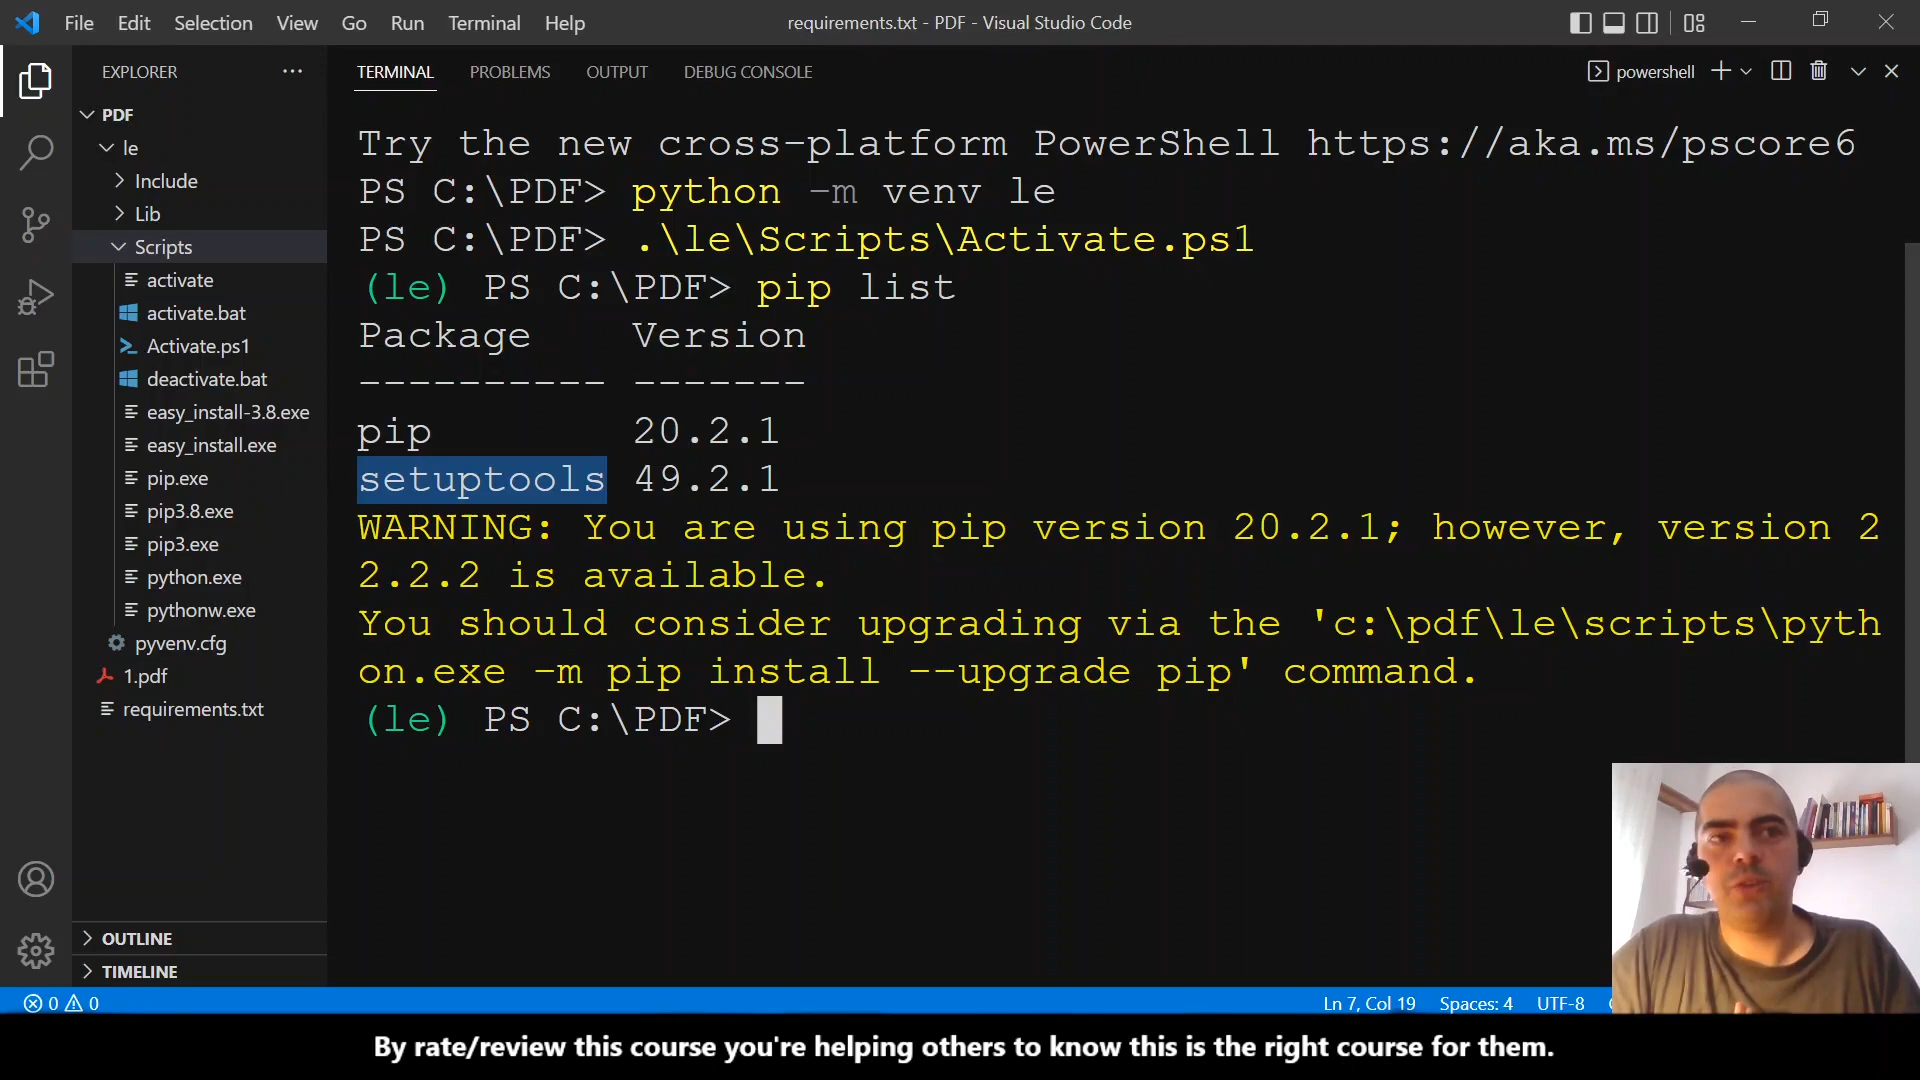 File Edit Selection View Go Run Terminal Help
requirements.txt - PDF - Visual Studio Code
EXPLORER
PDF
le
Include
Lib
Scripts
activate
activate.bat
Activate.ps1
deactivate.bat
easy_install-3.8.exe
easy_install.exe
pip.exe
pip3.8.exe
pip3.exe
python.exe
pythonw.exe
pyvenv.cfg
1.pdf
requirements.txt
OUTLINE
TIMELINE
TERMINAL PROBLEMS OUTPUT DEBUG CONSOLE
powershell
Try the new cross-platform PowerShell https://aka.ms/pscore6
PS C:\PDF> python -m venv le
PS C:\PDF> .\le\Scripts\Activate.ps1
(le) PS C:\PDF> pip list
Package    Version
---------- -------
pip        20.2.1
setuptools 49.2.1
WARNING: You are using pip version 20.2.1; however, version 2
2.2.2 is available.
You should consider upgrading via the 'c:\pdf\le\scripts\pyth
on.exe -m pip install --upgrade pip' command.
(le) PS C:\PDF>
0 0
Ln 7, Col 19 Spaces: 4 UTF-8
By rate/review this course you're helping others to know this is the right course for them.